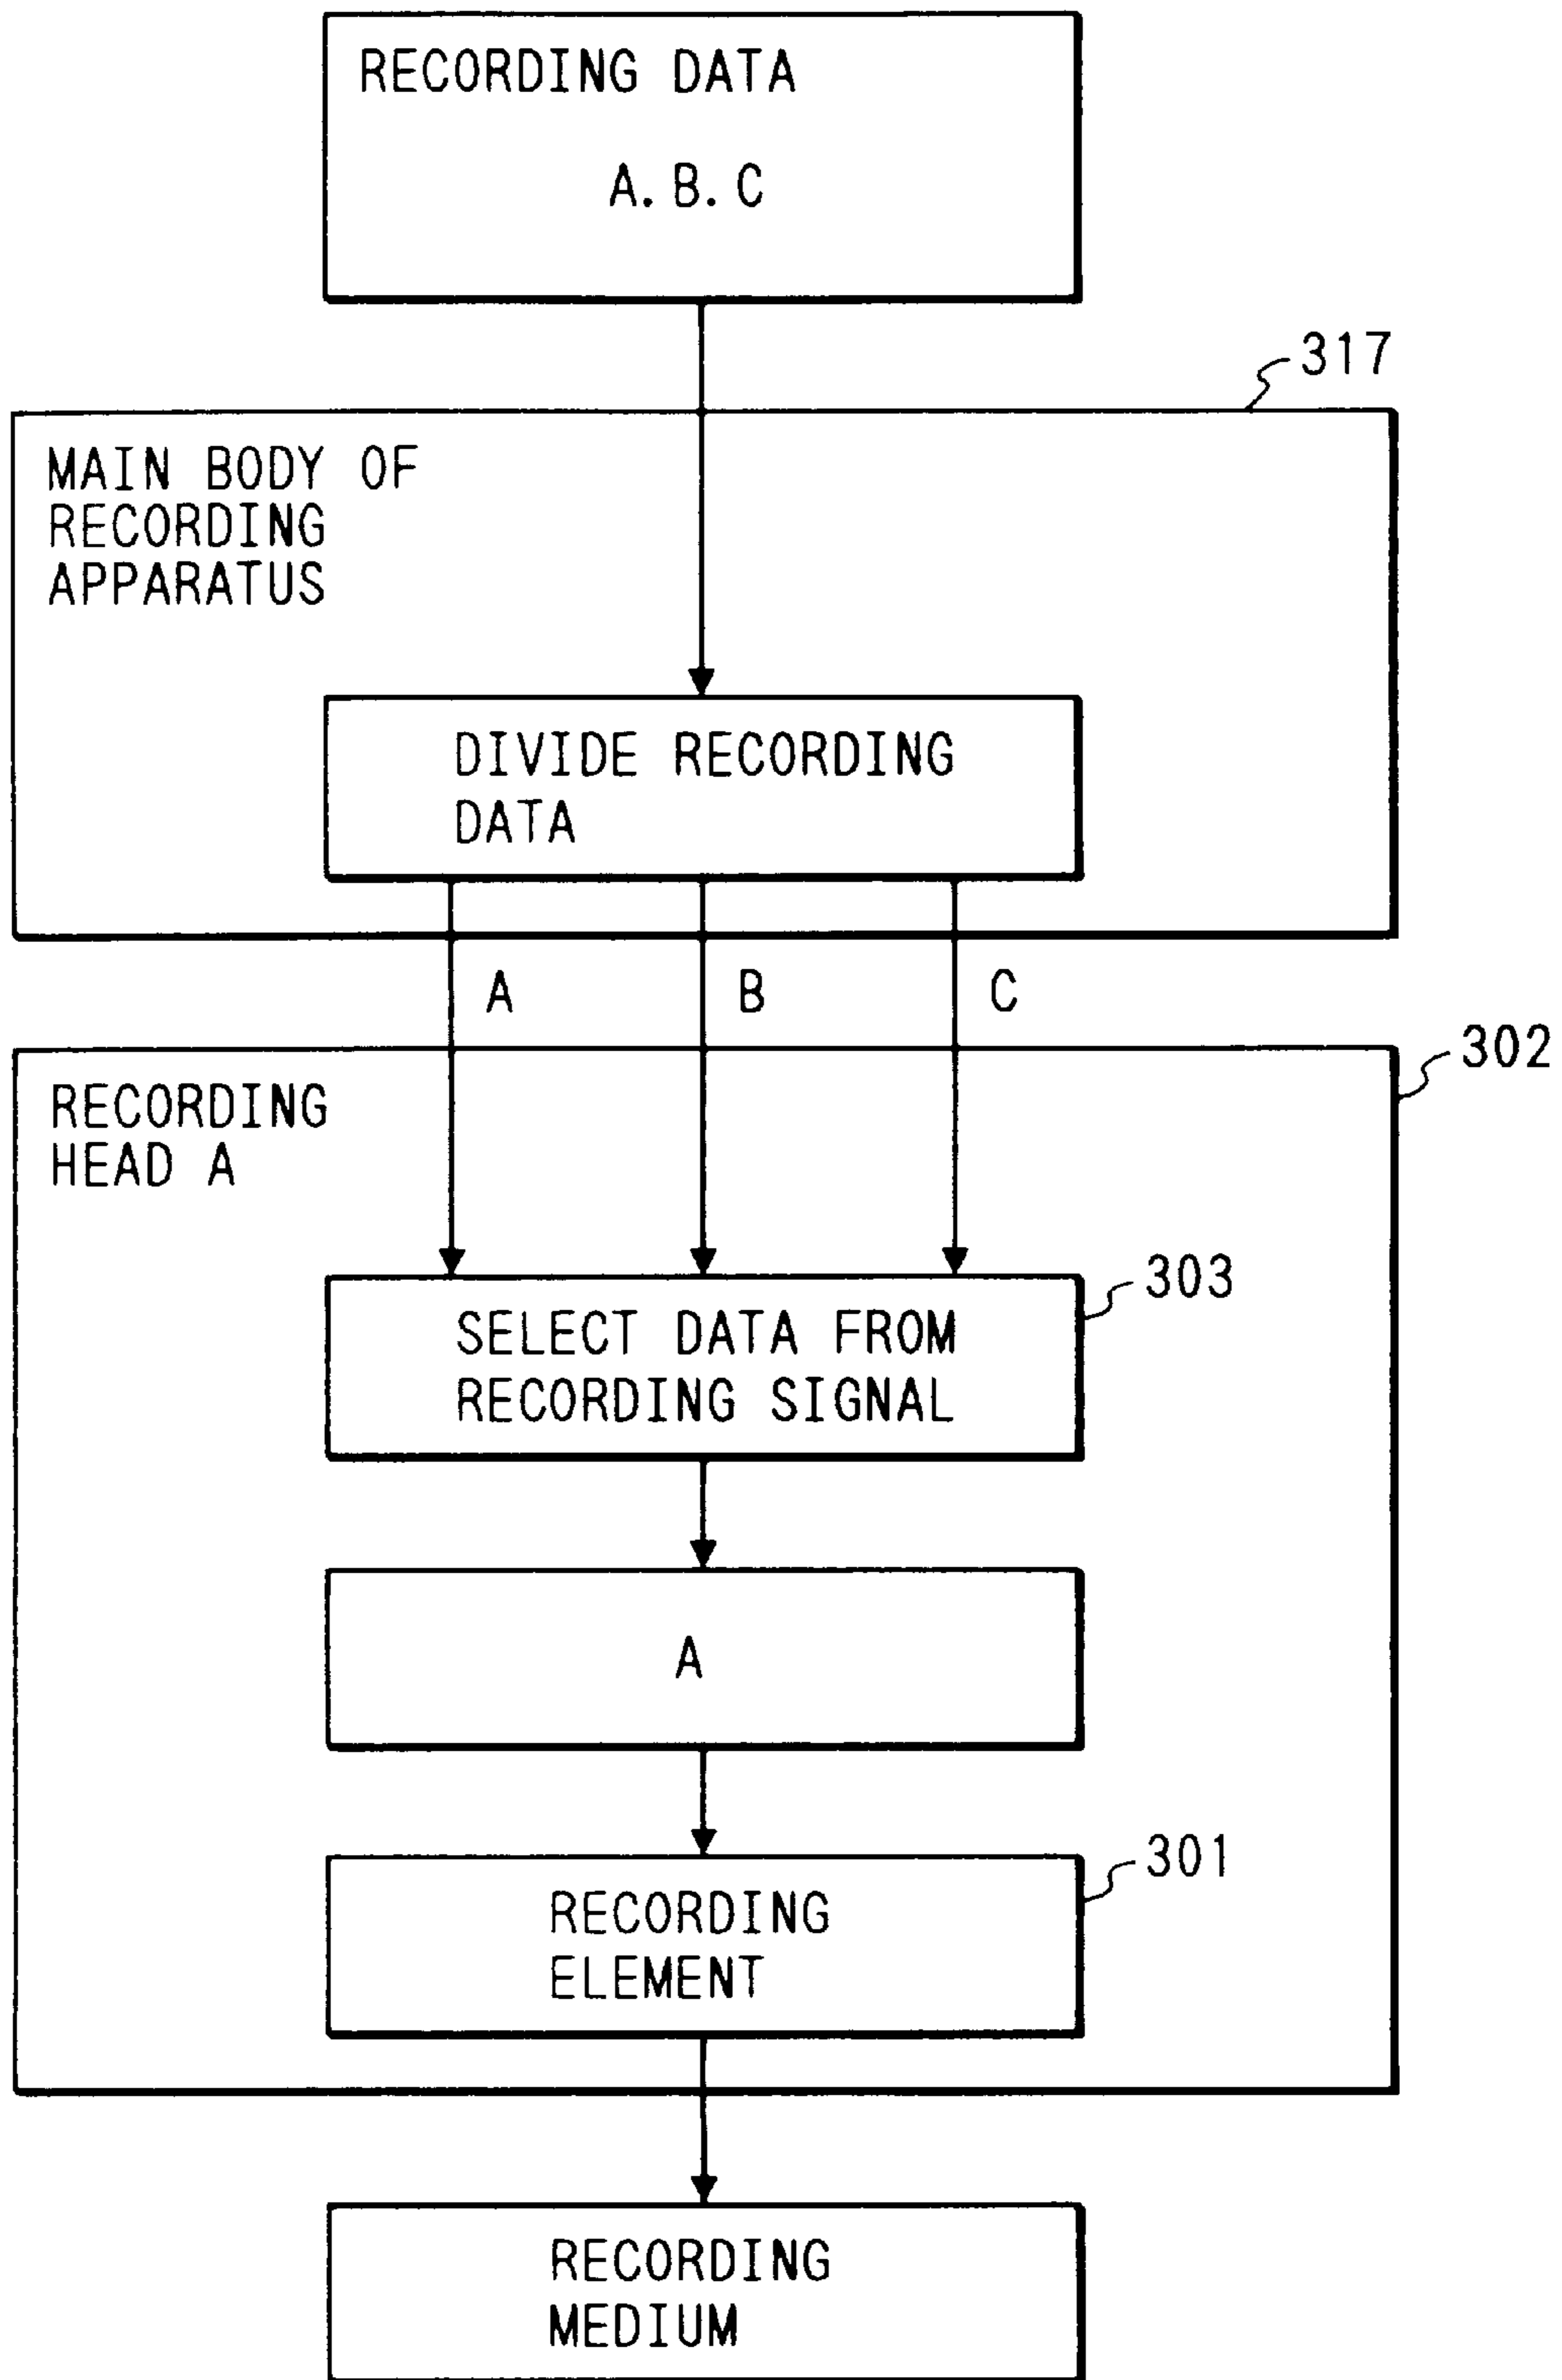 RECORDING DATA
A.B.C
317
MAIN BODY OF
RECORDING
APPARATUS
DIVIDE RECORDING
DATA
A B C
302
RECORDING
HEAD A
303
SELECT DATA FROM
RECORDING SIGNAL
A
301
RECORDING
ELEMENT
RECORDING
MEDIUM